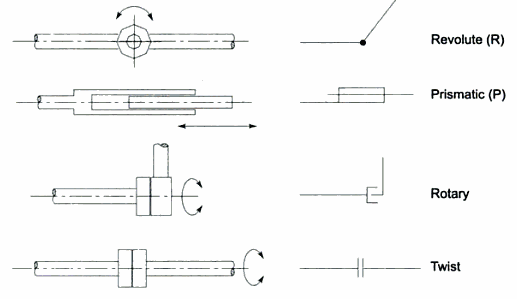 Revolute (R)
Prismatic (P)
Rotary
Twist